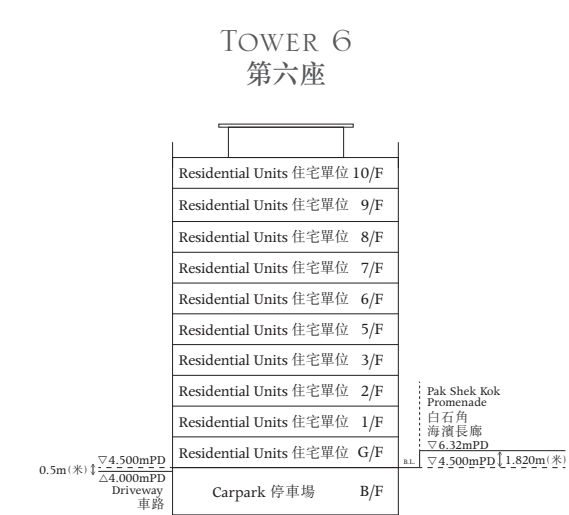 TOWER 6
第六座
Residential Units 住宅單位 10/F
Residential Units 住宅單位 9/F
Residential Units 住宅單位 8/F
Residential Units 住宅單位 7/F
Residential Units 住宅單位 6/F
Residential Units 住宅單位 5/F
Residential Units 住宅單位 3/F
Residential Units 住宅單位 2/F
Residential Units 住宅單位 1/F
Residential Units 住宅單位 G/F
Carpark 停車場 B/F
▽4.500mPD
0.5m(米)
△4.000mPD
Driveway
車路
B.L.
Pak Shek Kok
Promenade
白石角
海濱長廊
▽6.32mPD
▽4.500mPD
1.820m(米)